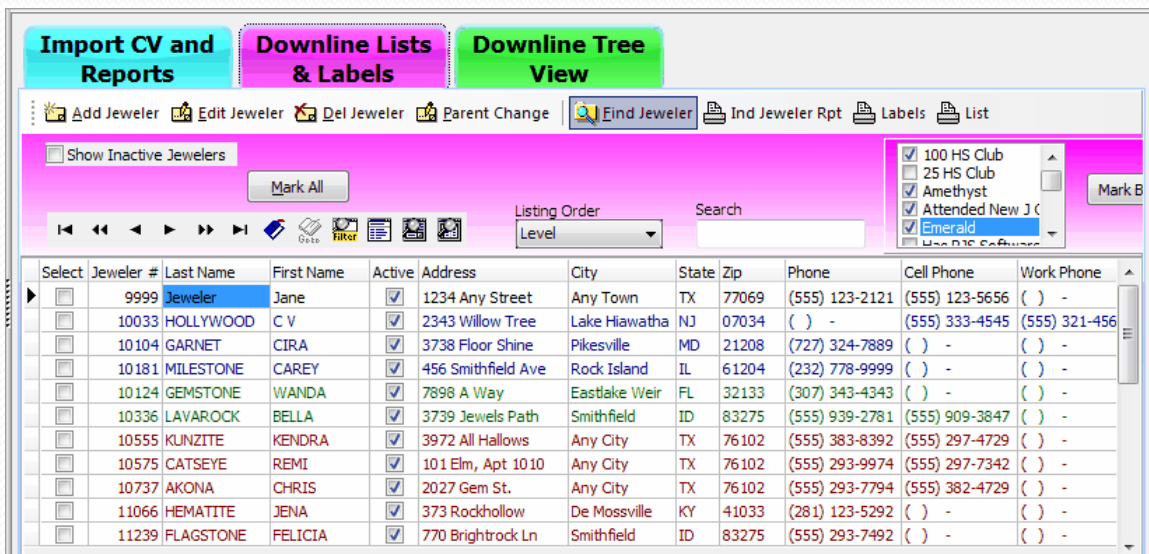 Import CV and Reports
Downline Lists & Labels
Downline Tree View
Add Jeweler Edit Jeweler Del Jeweler Parent Change Find Jeweler Ind Jeweler Rpt Labels List
Show Inactive Jewelers
Mark All
100 HS Club
25 HS Club
Amethyst
Attended New J
Emerald
Mark B
Listing Order
Level
Search
Goto
filter
Select Jeweler # Last Name First Name Active Address City State Zip Phone Cell Phone Work Phone
9999 Jeweler Jane 1234 Any Street Any Town TX 77069 (555) 123-2121 (555) 123-5656 ( ) -
10033 HOLLYWOOD C V 2343 Willow Tree Lake Hiawatha NJ 07034 ( ) - (555) 333-4545 (555) 321-456
10104 GARNET CIRA 3738 Floor Shine Pikesville MD 21208 (727) 324-7889 ( ) - ( ) -
10181 MILESTONE CAREY 456 Smithfield Ave Rock Island IL 61204 (232) 778-9999 ( ) - ( ) -
10124 GEMSTONE WANDA 7898 A Way Eastlake Weir FL 32133 (307) 343-4343 ( ) - ( ) -
10336 LAVAROCK BELLA 3739 Jewels Path Smithfield ID 83275 (555) 939-2781 (555) 909-3847 ( ) -
10555 KUNZITE KENDRA 3972 All Hallows Any City TX 76102 (555) 383-8392 (555) 297-4729 ( ) -
10575 CATSEYE REMI 101 Elm, Apt 1010 Any City TX 76102 (555) 293-9974 (555) 297-7342 ( ) -
10737 AKONA CHRIS 2027 Gem St. Any City TX 76102 (555) 293-7794 (555) 382-4729 ( ) -
11066 HEMATITE JENA 373 Rockhollow De Mossville KY 41033 (281) 123-5292 ( ) - ( ) -
11239 FLAGSTONE FELICIA 770 Brightrock Ln Smithfield ID 83275 (555) 293-7492 ( ) - ( ) -